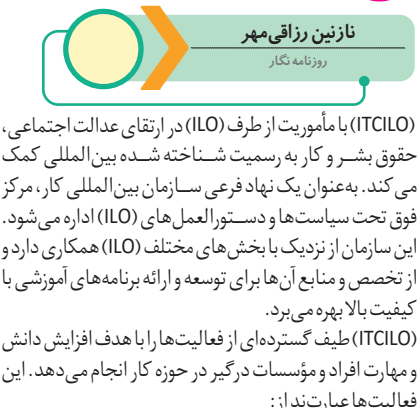 نازنین رزاقی‌مهر
روزنامه نگار
(ITCILO) با مأموریت از طرف (ILO) در ارتقای عدالت اجتماعی،
حقوق بشر و کار به رسمیت شناخته شده بین‌المللی کمک
می کند. به‌عنوان یک نهاد فرعی سازمان بین‌المللی کار، مرکز
فوق تحت سیاست‌ها و دستورالعمل‌های (ILO) اداره می‌شود.
این سازمان از نزدیک با بخش‌های مختلف (ILO) همکاری دارد و
از تخصص و منابع آن‌ها برای توسعه و ارائه برنامه‌های آموزشی با
کیفیت بالا بهره می‌برد.
(ITCILO) طیف گسترده‌ای از فعالیت‌ها را با هدف افزایش دانش
و مهارت افراد و مؤسسات درگیر در حوزه کار انجام می‌دهد. این
فعالیت‌ها عبارتند از: